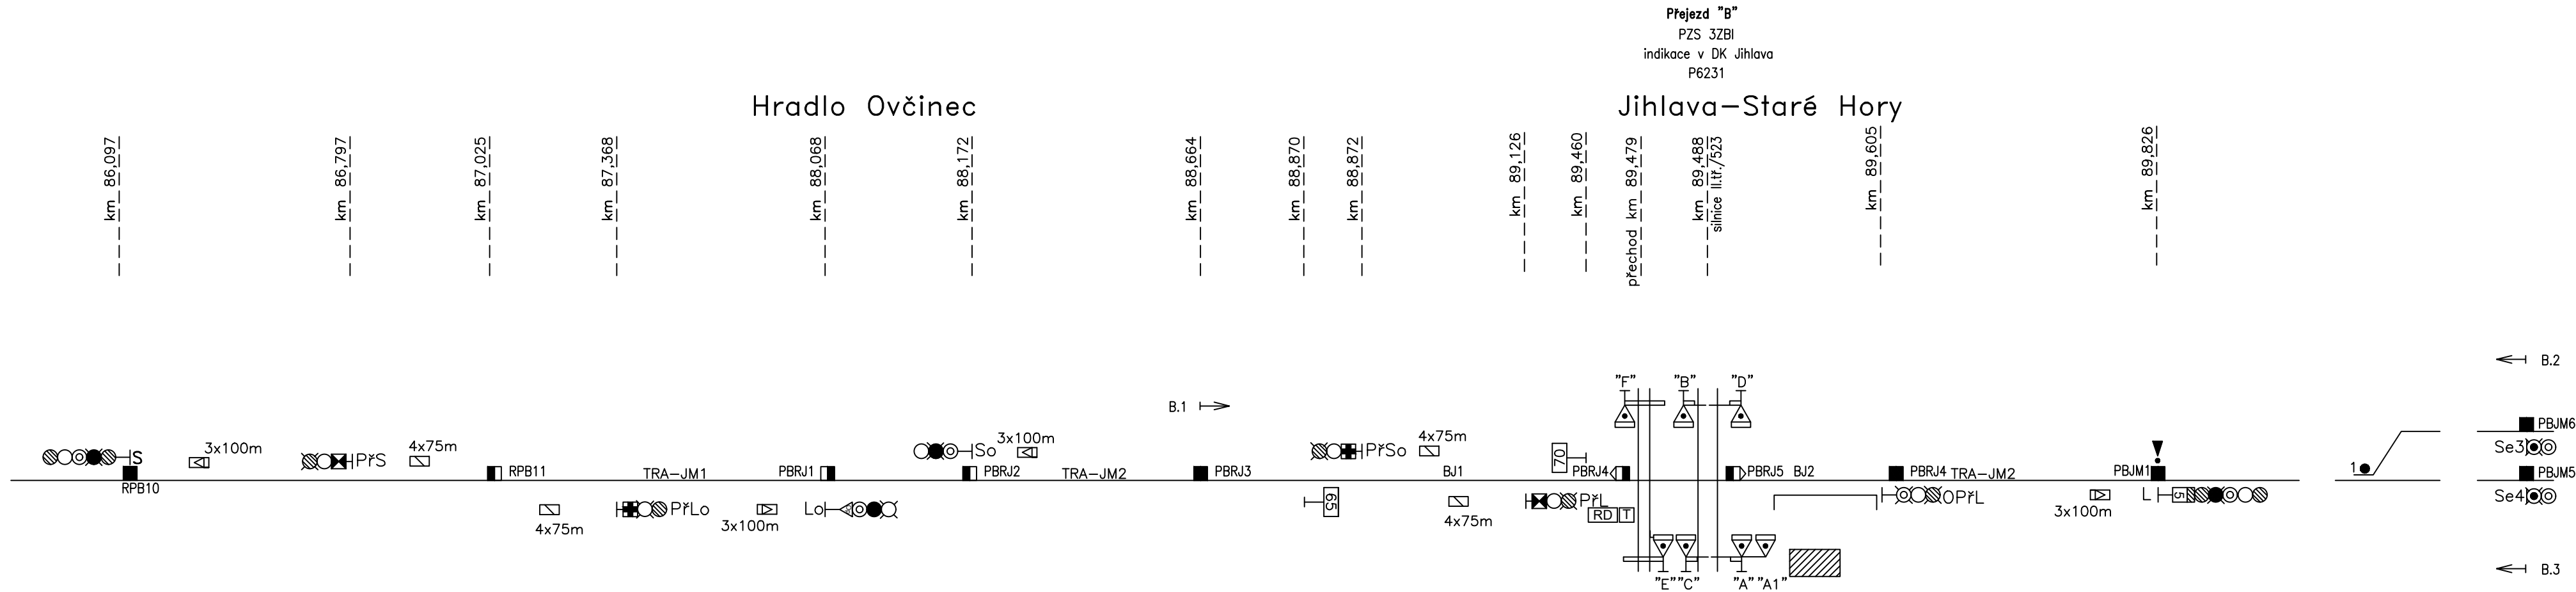 Přejezd "B"
PZS 3ZBI
indikace v DK Jihlava
P6231
Hradlo Ovčinec
Jihlava-Staré Hory
km 86,097
km 86,797
km 87,025
km 87,368
km 88,068
km 88,172
km 88,664
km 88,870
km 88,872
km 89,126
km 89,460
přechod km 89,479
km 89,488
silnice II.tř./523
km 89,605
km 89,826
B.2
"F"
"B"
"D"
B.1
PBJM6
S
3x100m
PřS
4x75m
So
3x100m
PřSo
4x75m
70
Se3
1
RPB10
RPB11
TRA-JM1
PBRJ1
PBRJ2
TRA-JM2
PBRJ3
BJ1
PBRJ4
PBRJ5
BJ2
PBRJ4
TRA-JM2
PBJM1
PBJM5
4x75m
PřLo
3x100m
Lo
65
4x75m
PřL
RD
T
OPřL
3x100m
L
5
Se4
"E"
"C"
"A"
"A1"
B.3